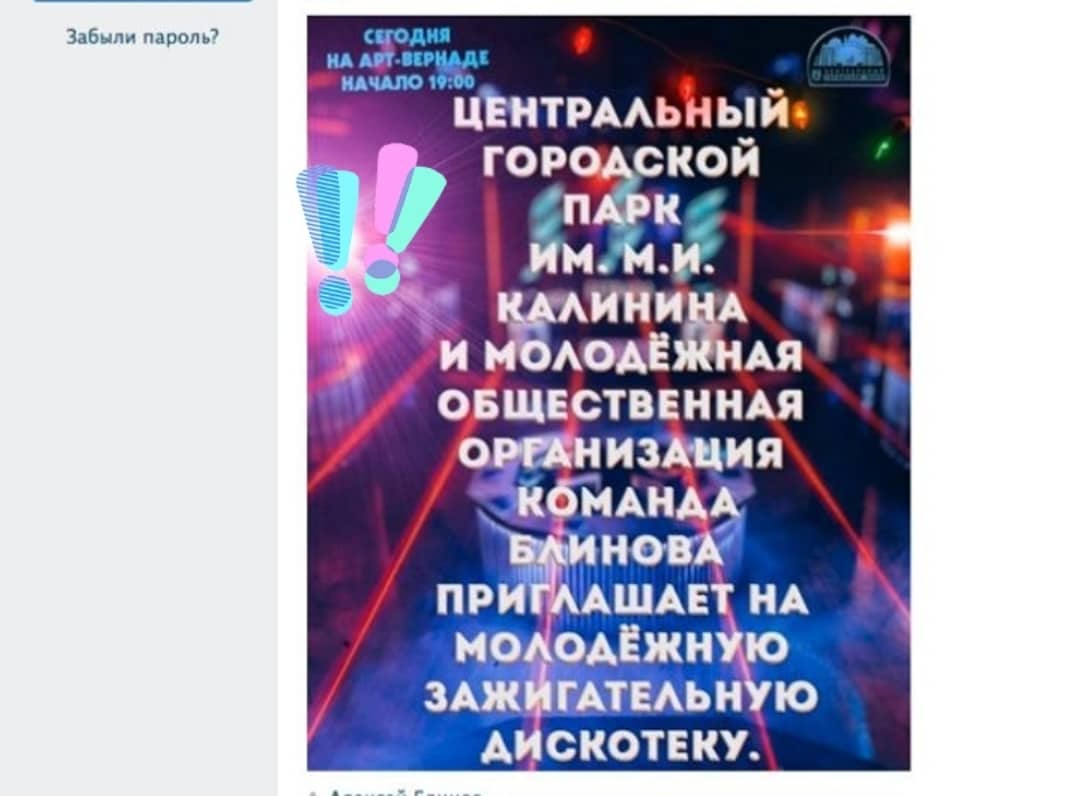 Забыли пароль?
СЕГОДНЯ
НА АРТ-ВЕРНАДЕ
НАЧАЛО 19:00
ЦЕНТРАЛЬНЫЙ
ГОРОДСКОЙ
ПАРК
ИМ. М.И.
КАЛИНИНА
И МОЛОДЁЖНАЯ
ОБЩЕСТВЕННАЯ
ОРГАНИЗАЦИЯ
КОМАНДА
БЛИНОВА
ПРИГЛАШАЕТ НА
МОЛОДЁЖНУЮ
ЗАЖИГАТЕЛЬНУЮ
ДИСКОТЕКУ.